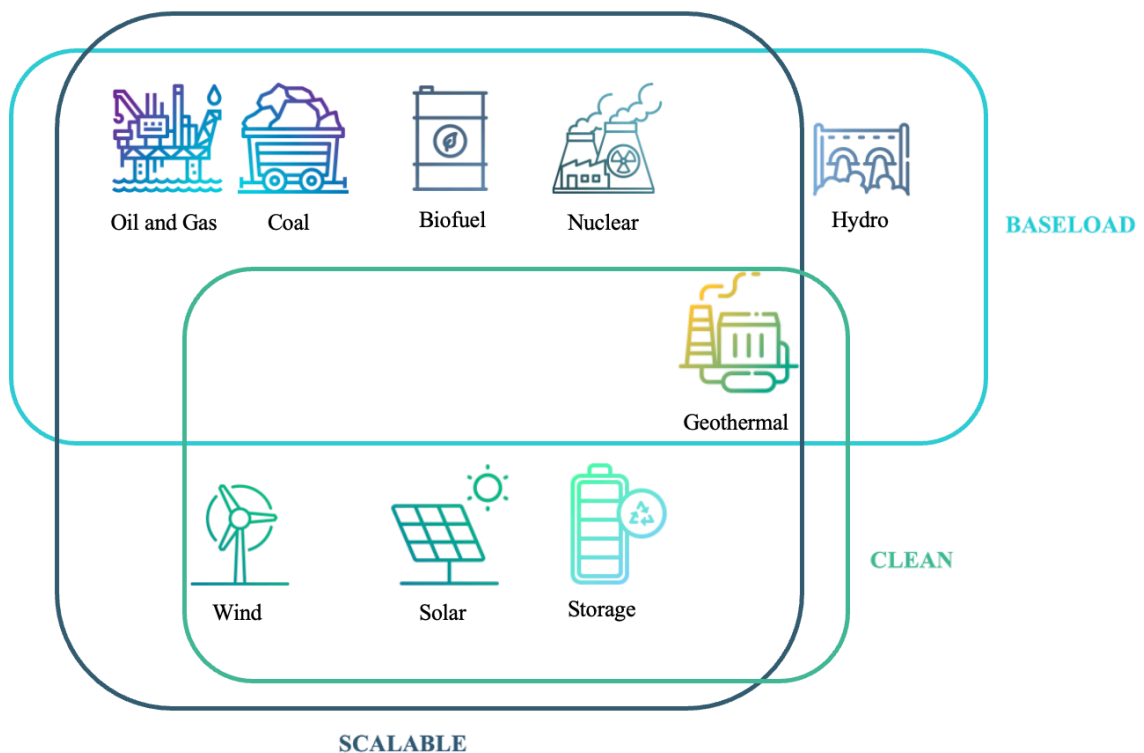 Oil and Gas
Coal
Biofuel
Nuclear
Hydro
BASELOAD
Geothermal
CLEAN
Wind
Solar
Storage
SCALABLE